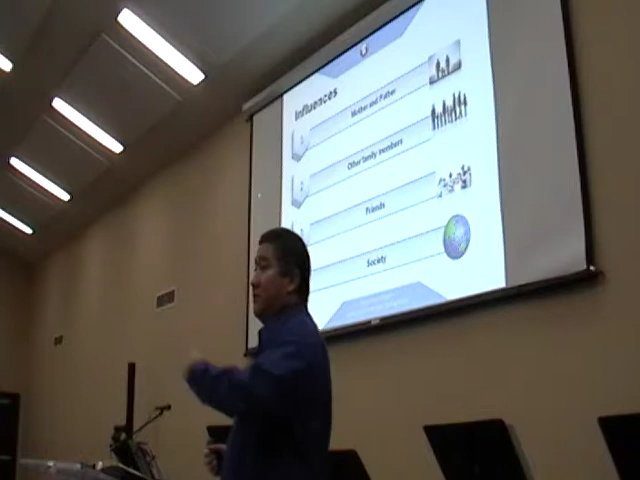 Influences
Mother and Father
Other family members
Friends
Society